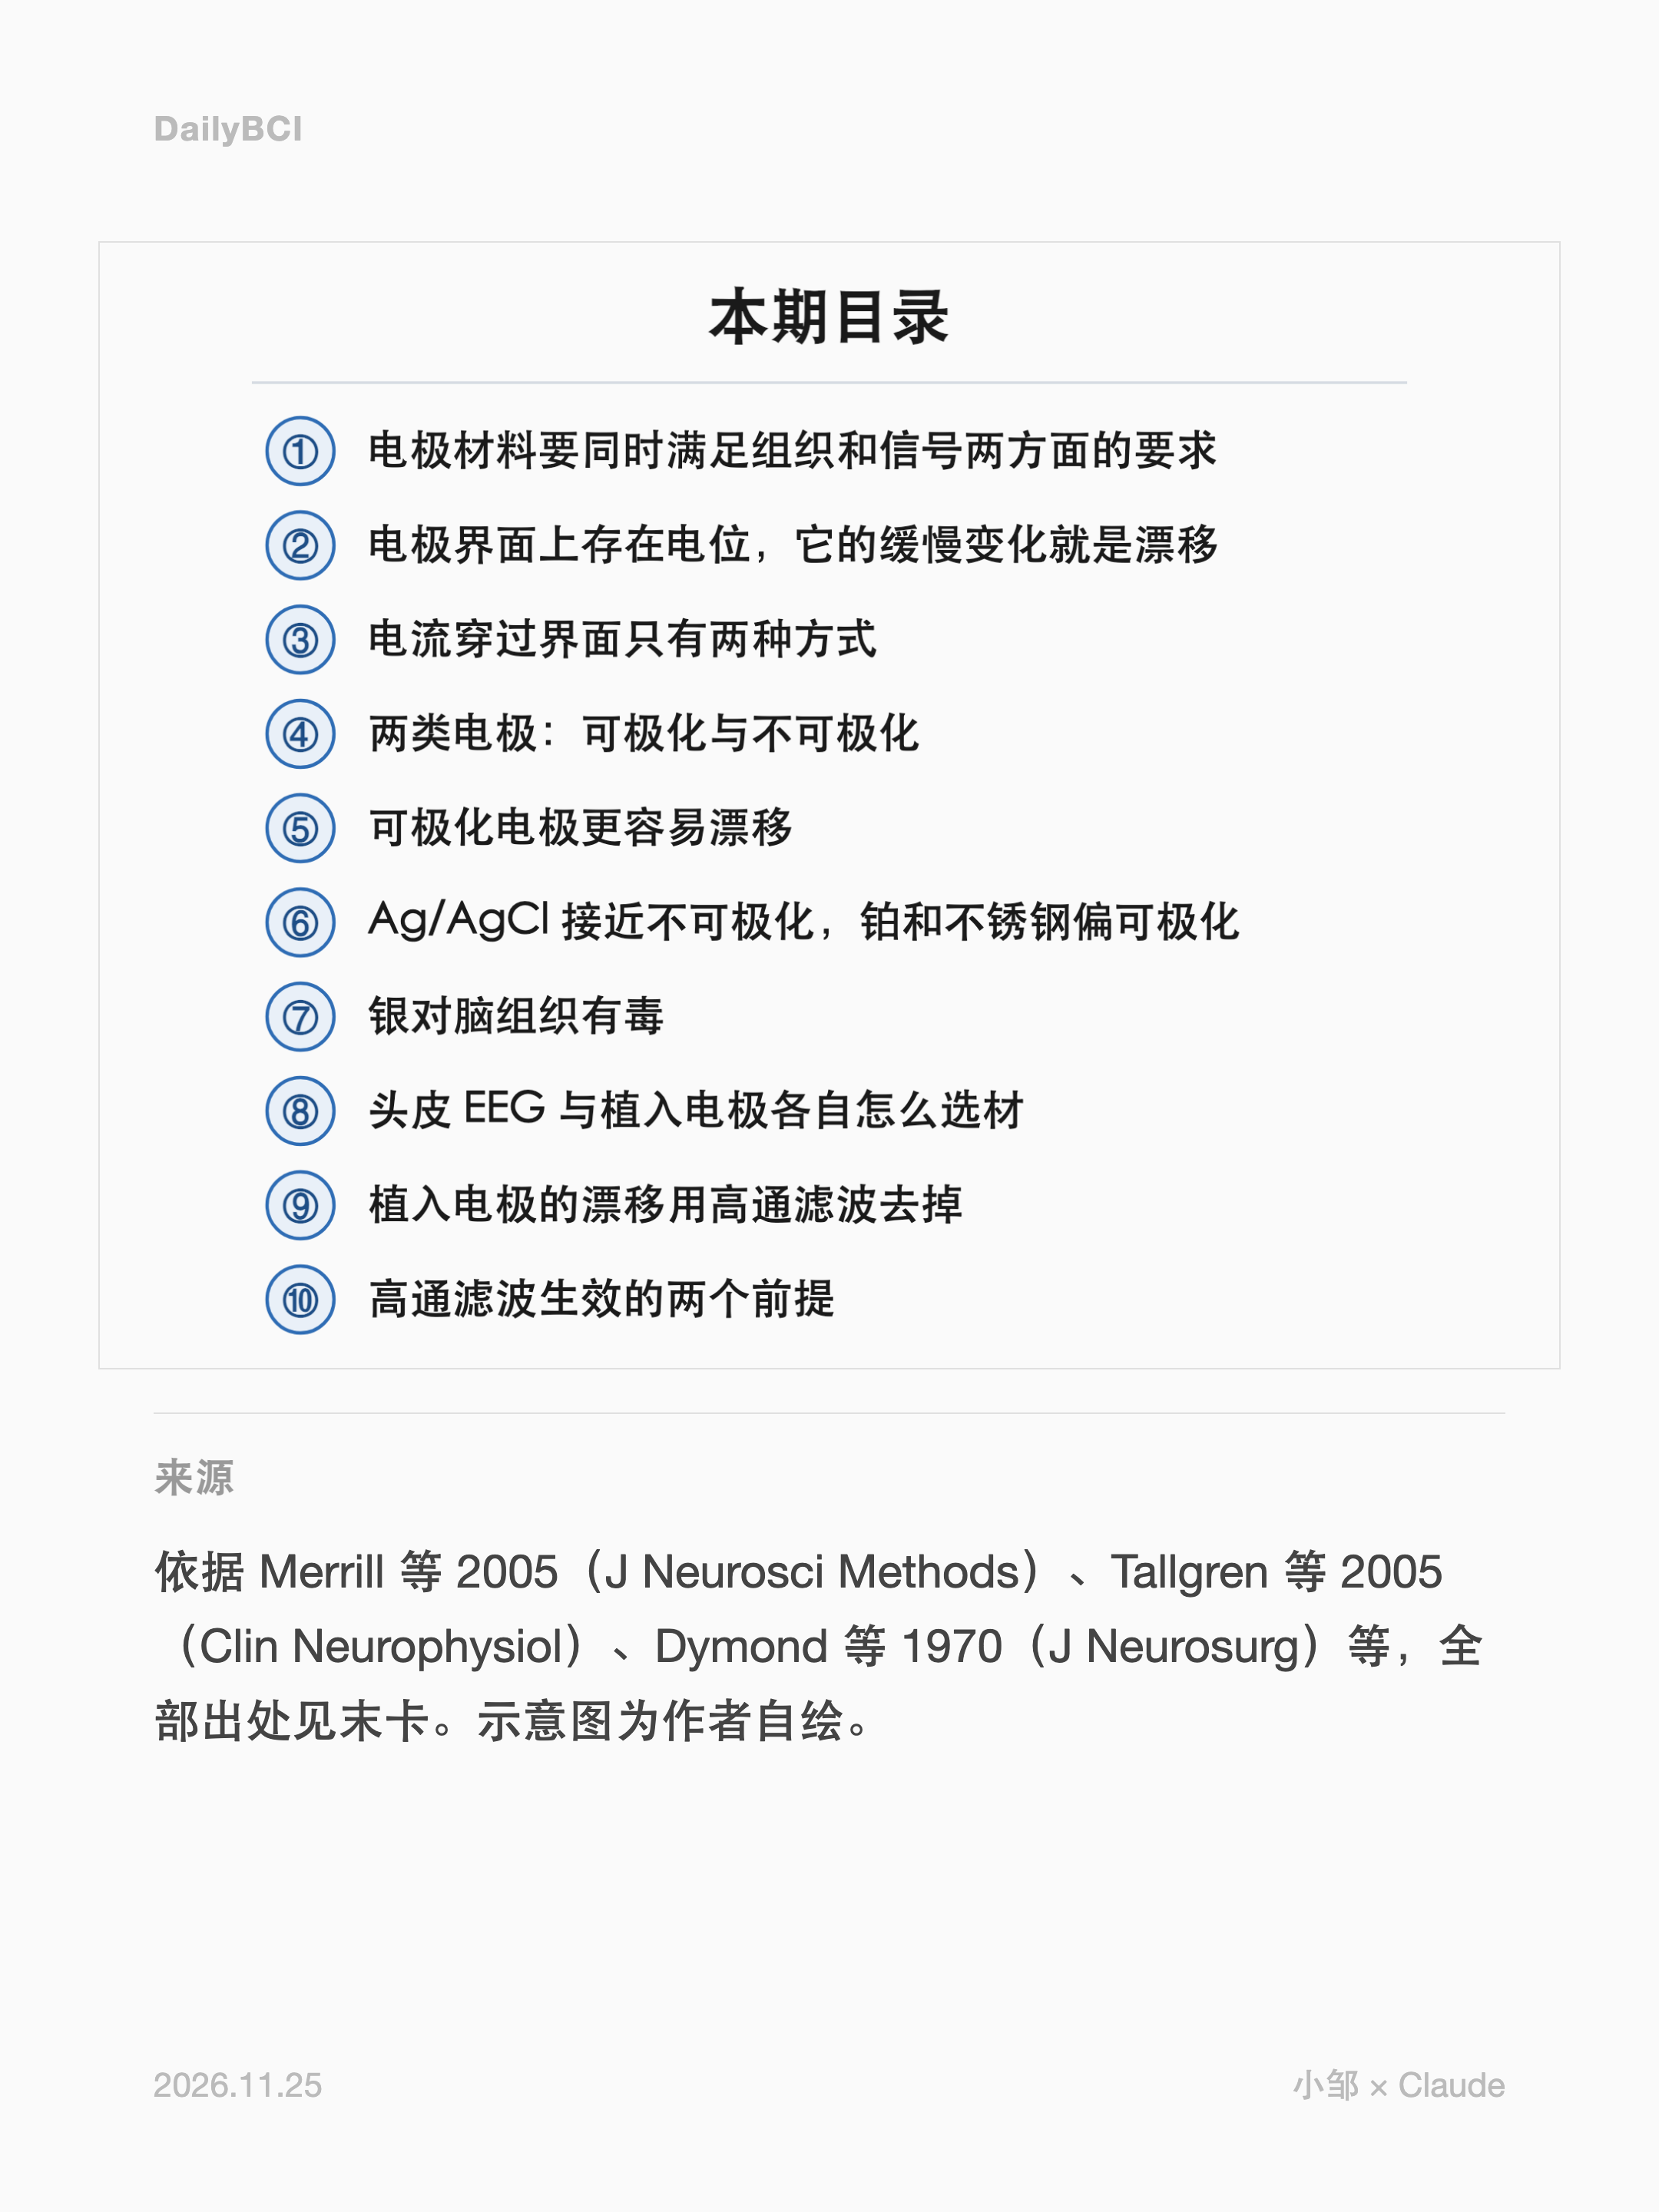 DailyBCI
本期目录
① 电极材料要同时满足组织和信号两方面的要求
② 电极界面上存在电位，它的缓慢变化就是漂移
③ 电流穿过界面只有两种方式
④ 两类电极：可极化与不可极化
⑤ 可极化电极更容易漂移
⑥ Ag/AgCl 接近不可极化，铂和不锈钢偏可极化
⑦ 银对脑组织有毒
⑧ 头皮 EEG 与植入电极各自怎么选材
⑨ 植入电极的漂移用高通滤波去掉
⑩ 高通滤波生效的两个前提
来源
依据 Merrill 等 2005（J Neurosci Methods）、Tallgren 等 2005
（Clin Neurophysiol）、Dymond 等 1970（J Neurosurg）等，全
部出处见末卡。示意图为作者自绘。
2026.11.25
小邹 × Claude